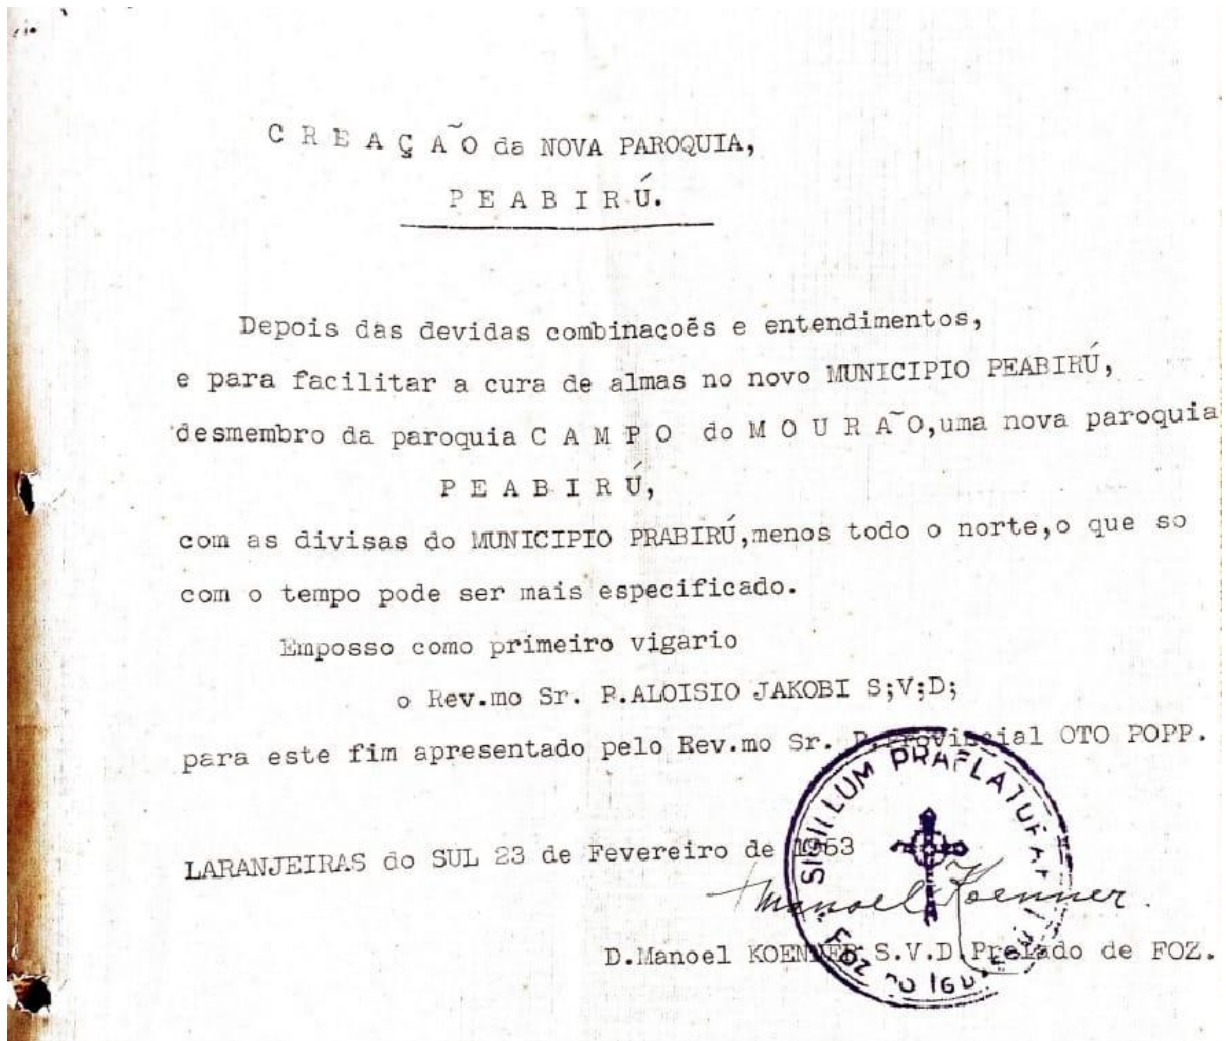 C R E A Ç A~O da NOVA PAROQUIA,
P E A B I R Ú.
Depois das devidas combinaçoẽs e entendimentos,
e para facilitar a cura de almas no novo MUNICIPIO PEABIRÚ,
desmembro da paroquia C A M P O do M O U R A~O,uma nova paroquia
P E A B I R Ú,
com as divisas do MUNICIPIO PRABIRÚ,menos todo o norte,o que so
com o tempo pode ser mais especificado.
Emposso como primeiro vigario
o Rev.mo Sr. P.ALOISIO JAKOBI S;V;D;
para este fim apresentado pelo Rev.mo Sr. P.Provincial OTO POPP.
LARANJEIRAS do SUL 23 de Fevereiro de
+Manoel Koenner.
D.Manoel KOENNER S.V.D Prelado de FOZ.
SIGILLUM PRAELATURAE FOZ DO IGU